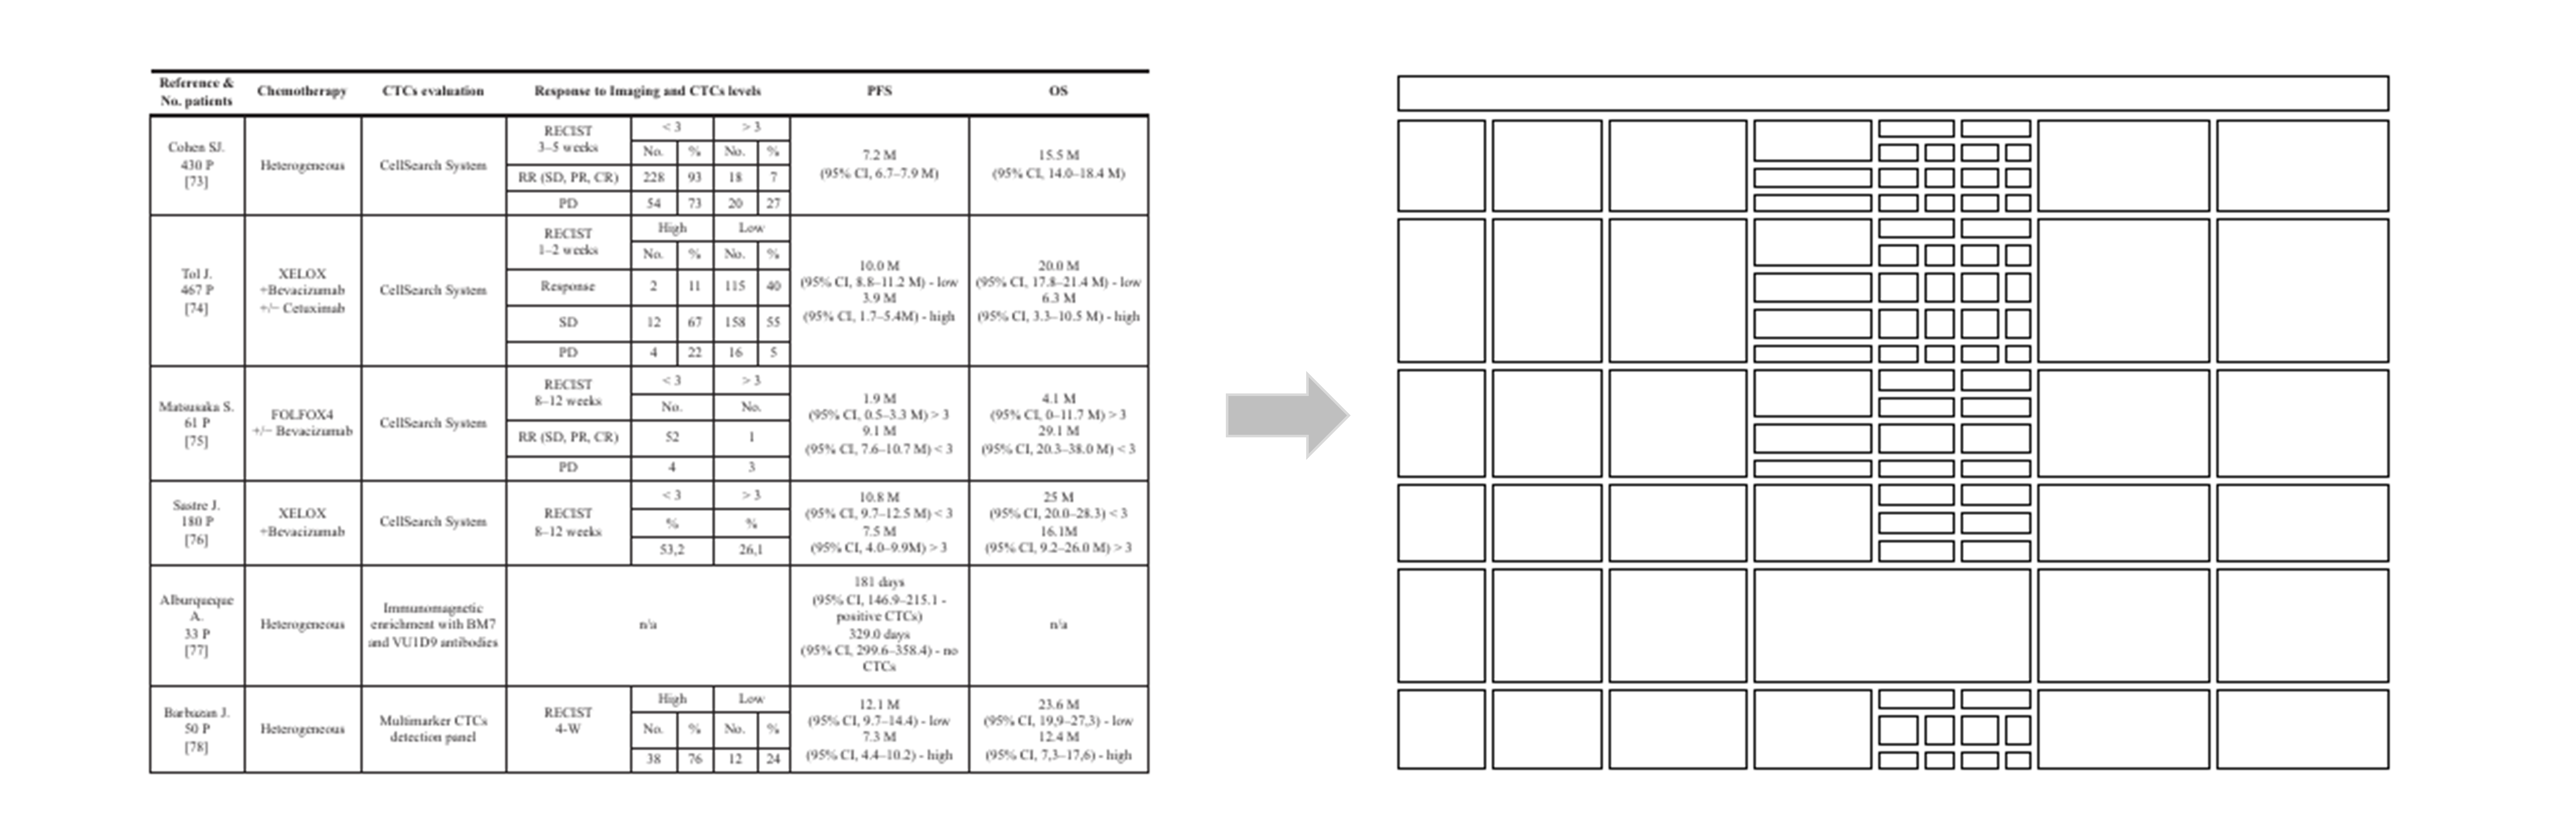 Reference &
No. patients
Chemotherapy
CTCs evaluation
Response to Imaging and CTCs levels
PFS
OS
Cohen SJ.
430 P
[73]
Heterogeneous
CellSearch System
RECIST
3–5 weeks
< 3
> 3
No.
%
No.
%
RR (SD, PR, CR)
228
93
18
7
PD
54
73
20
27
7.2 M
(95% CI, 6.7–7.9 M)
15.5 M
(95% CI, 14.0–18.4 M)
Tol J.
467 P
[74]
XELOX
+Bevacizumab
+/− Cetuximab
CellSearch System
RECIST
1–2 weeks
High
Low
No.
%
No.
%
Response
2
11
115
40
SD
12
67
158
55
PD
4
22
16
5
10.0 M
(95% CI, 8.8–11.2 M) - low
3.9 M
(95% CI, 1.7–5.4M) - high
20.0 M
(95% CI, 17.8–21.4 M) - low
6.3 M
(95% CI, 3.3–10.5 M) - high
Matsusaka S.
61 P
[75]
FOLFOX4
+/− Bevacizumab
CellSearch System
RECIST
8–12 weeks
< 3
> 3
No.
No.
RR (SD, PR, CR)
52
1
PD
4
3
1.9 M
(95% CI, 0.5–3.3 M) > 3
9.1 M
(95% CI, 7.6–10.7 M) < 3
4.1 M
(95% CI, 0–11.7 M) > 3
29.1 M
(95% CI, 20.3–38.0 M) < 3
Sastre J.
180 P
[76]
XELOX
+Bevacizumab
CellSearch System
RECIST
8–12 weeks
< 3
> 3
%
%
53,2
26,1
10.8 M
(95% CI, 9.7–12.5 M) < 3
7.5 M
(95% CI, 4.0–9.9M) > 3
25 M
(95% CI, 20.0–28.3) < 3
16.1M
(95% CI, 9.2–26.0 M) > 3
Alburqueque
A.
33 P
[77]
Heterogeneous
Immunomagnetic
enrichment with BM7
and VU1D9 antibodies
n/a
181 days
(95% CI, 146.9–215.1 -
positive CTCs)
329.0 days
(95% CI, 299.6–358.4) - no
CTCs
n/a
Barbazan J.
50 P
[78]
Heterogeneous
Multimarker CTCs
detection panel
RECIST
4-W
High
Low
No.
%
No.
%
38
76
12
24
12.1 M
(95% CI, 9.7–14.4) - low
7.3 M
(95% CI, 4.4–10.2) - high
23.6 M
(95% CI, 19,9–27,3) - low
12.4 M
(95% CI, 7,3–17,6) - high